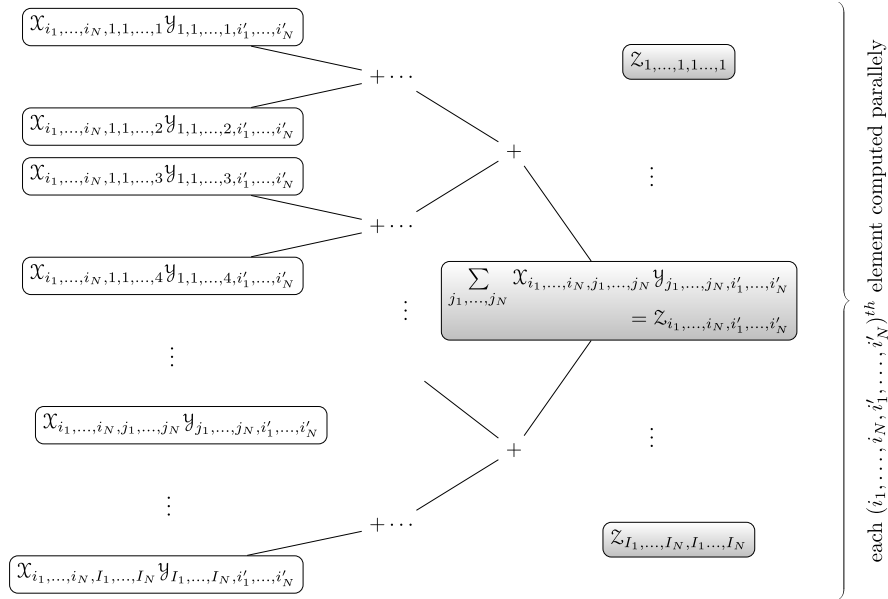 𝒳_{i_1,...,i_N,1,1,...,1}𝒴_{1,1,...,1,i'_1,...,i'_N}
+ ⋯
𝒳_{i_1,...,i_N,1,1,...,2}𝒴_{1,1,...,2,i'_1,...,i'_N}
𝒳_{i_1,...,i_N,1,1,...,3}𝒴_{1,1,...,3,i'_1,...,i'_N}
+ ⋯
𝒳_{i_1,...,i_N,1,1,...,4}𝒴_{1,1,...,4,i'_1,...,i'_N}
⋮
⋮
𝒳_{i_1,...,i_N,j_1,...,j_N}𝒴_{j_1,...,j_N,i'_1,...,i'_N}
⋮
+ ⋯
𝒳_{i_1,...,i_N,I_1,...,I_N}𝒴_{I_1,...,I_N,i'_1,...,i'_N}
+
+
𝒵_{1,...,1,1...,1}
⋮
∑_{j_1,...,j_N} 𝒳_{i_1,...,i_N,j_1,...,j_N}𝒴_{j_1,...,j_N,i'_1,...,i'_N}
= 𝒵_{i_1,...,i_N,i'_1,...,i'_N}
⋮
𝒵_{I_1,...,I_N,I_1...,I_N}
each (i_1,...,i_N,i'_1,...,i'_N)^{th} element computed parallely